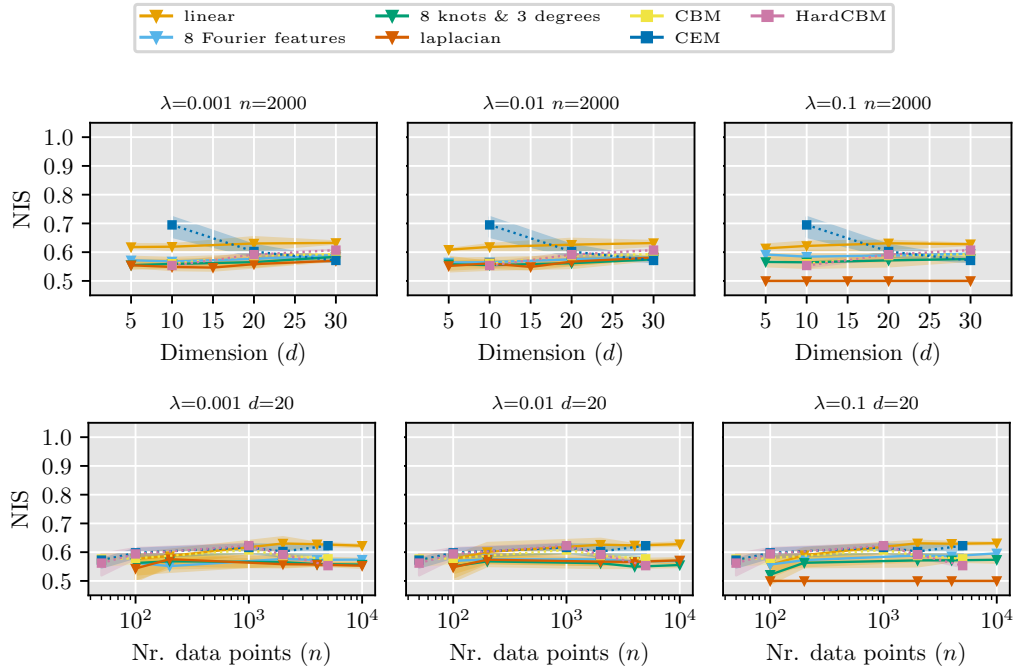 linear 8 knots & 3 degrees CBM HardCBM
8 Fourier features laplacian CEM
λ=0.001 n=2000 λ=0.01 n=2000 λ=0.1 n=2000
1.0
0.9
0.8
0.7
0.6
0.5
NIS
5 10 15 20 25 30 5 10 15 20 25 30 5 10 15 20 25 30
Dimension (d) Dimension (d) Dimension (d)
λ=0.001 d=20 λ=0.01 d=20 λ=0.1 d=20
1.0
0.9
0.8
0.7
0.6
0.5
NIS
10² 10³ 10⁴ 10² 10³ 10⁴ 10² 10³ 10⁴
Nr. data points (n) Nr. data points (n) Nr. data points (n)